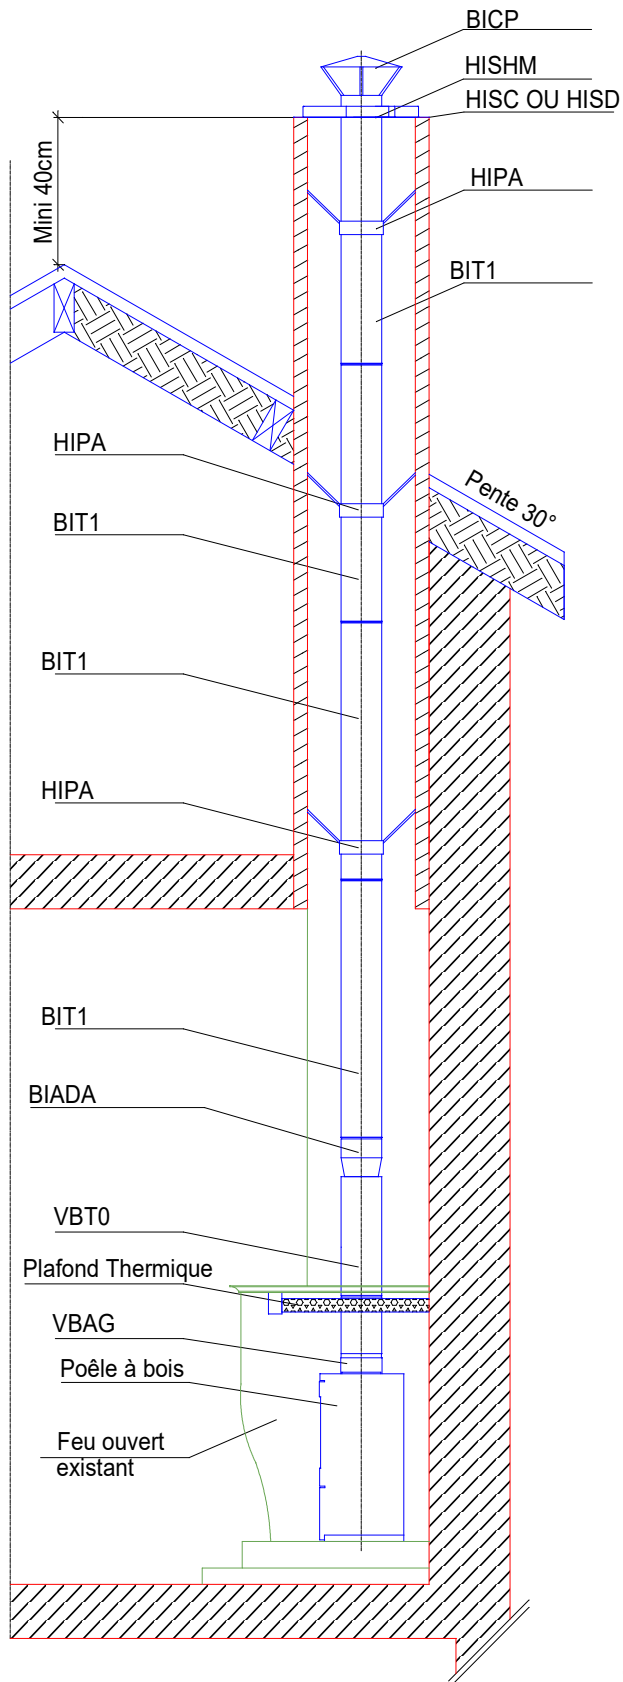 BICP
HISHM
HISC OU HISD
Mini 40cm
HIPA
BIT1
HIPA
Pente 30°
BIT1
BIT1
HIPA
BIT1
BIADA
VBT0
Plafond Thermique
VBAG
Poêle à bois
Feu ouvert
existant